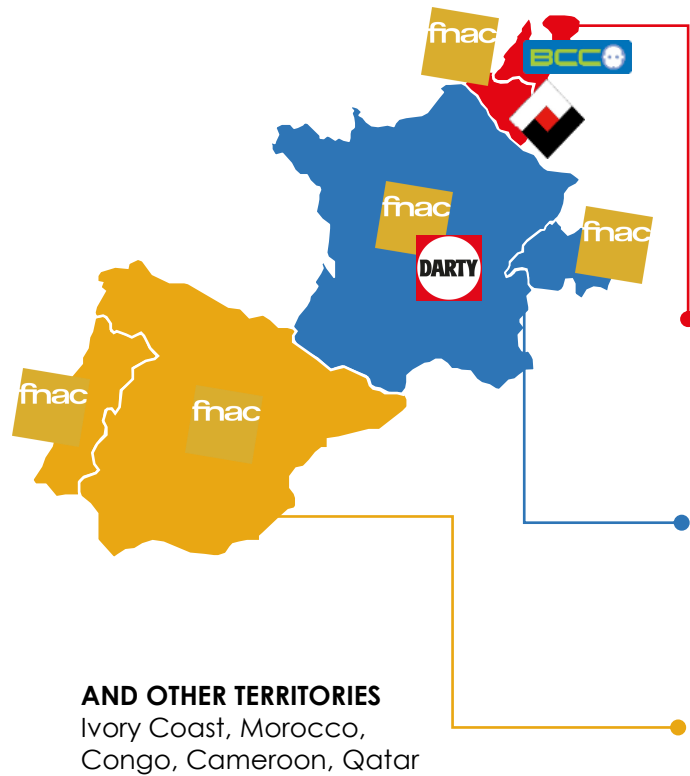 fnac
BCC
fnac
fnac
DARTY
fnac
fnac
AND OTHER TERRITORIES
Ivory Coast, Morocco,
Congo, Cameroon, Qatar